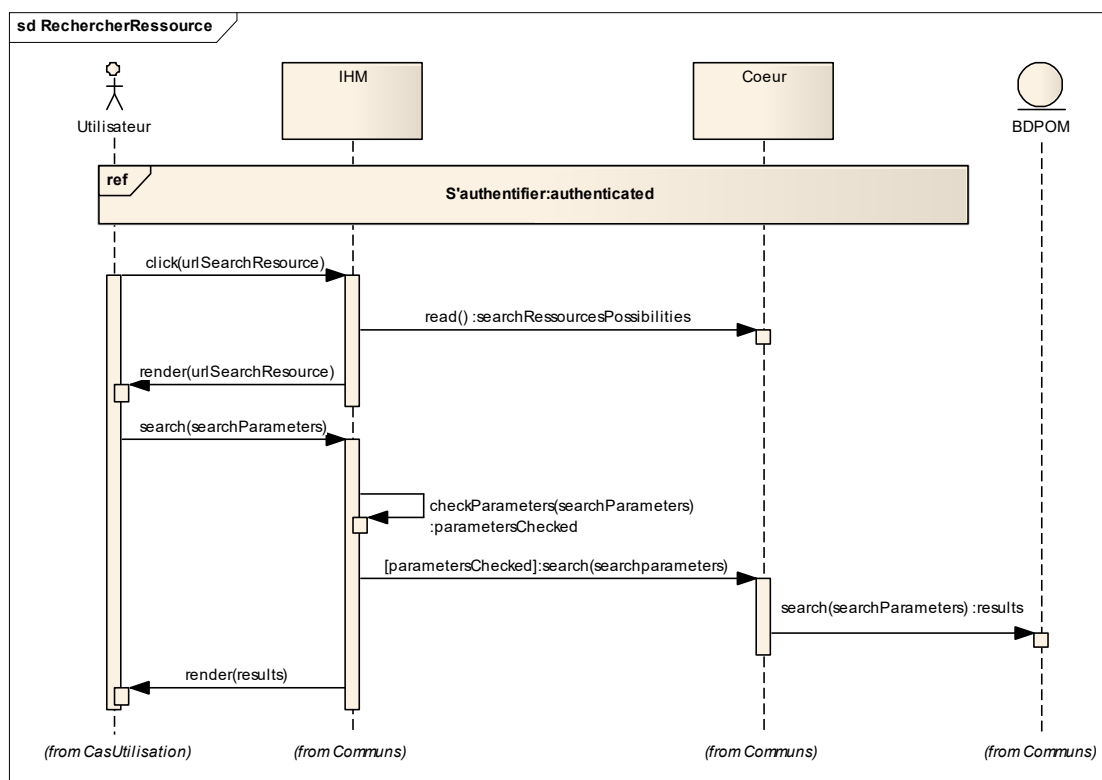 sd RechercherRessource
Utilisateur
IHM
Coeur
BDPOM
ref
S'authentifier:authenticated
click(urlSearchResource)
read() :searchRessourcesPossibilities
render(urlSearchResource)
search(searchParameters)
checkParameters(searchParameters)
:parametersChecked
[parametersChecked]:search(searchparameters)
search(searchParameters) :results
render(results)
(from CasUtilisation)
(from Communs)
(from Communs)
(from Communs)